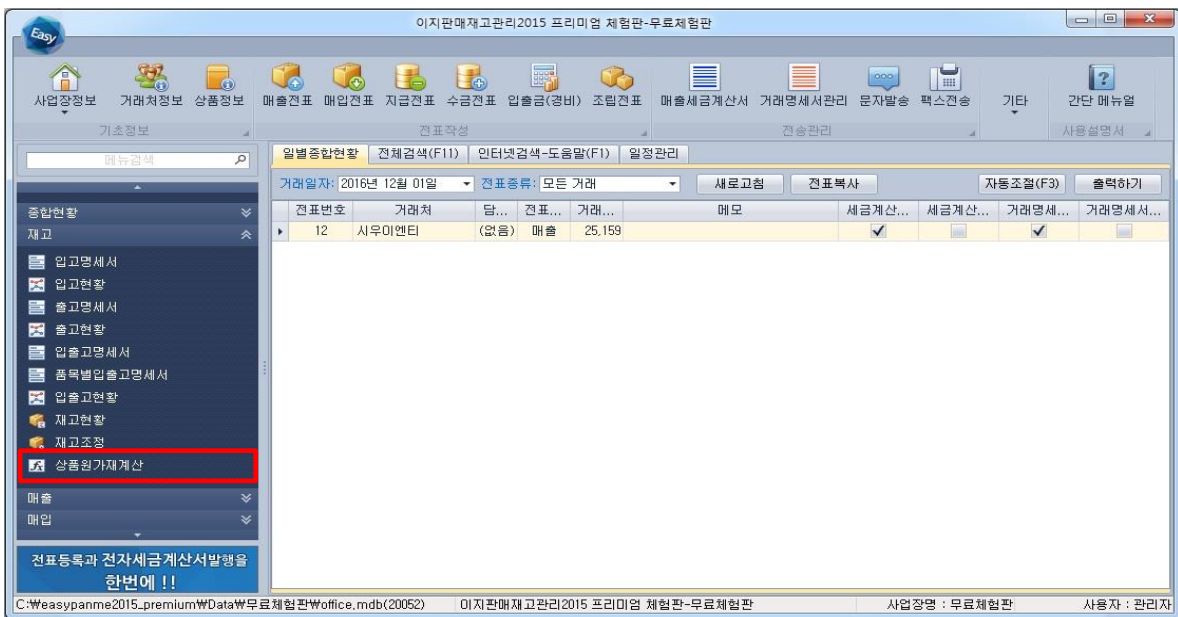 이지판매재고관리2015 프리미엄 체험판-무료체험판
Easy
사업장정보 거래처정보 상품정보 매출전표 매입전표 지급전표 수금전표 입출금(경비) 조립전표 매출세금계산서 거래명세서관리 문자발송 팩스전송 기타 간단 메뉴얼
기초정보 전표작성 전송관리 사용설명서
메뉴검색
일별종합현황 전체검색(F11) 인터넷검색-도움말(F1) 일정관리
거래일자: 2016년 12월 01일 전표종류: 모든 거래 새로고침 전표복사 자동조절(F3) 출력하기
전표번호 거래처 담... 전표... 거래... 메모 세금계산... 세금계산... 거래명세... 거래명세서...
12 시우이엔티 (없음) 매출 25,159
종합현황
재고
입고명세서
입고현황
출고명세서
출고현황
입출고명세서
품목별입출고명세서
입출고현황
재고현황
재고조정
상품원가재계산
매출
매입
전표등록과 전자세금계산서발행을
한번에 !!
C:₩easypanme2015_premium₩Data₩무료체험판₩office.mdb(20052) 이지판매재고관리2015 프리미엄 체험판-무료체험판 사업장명 : 무료체험판 사용자 : 관리자